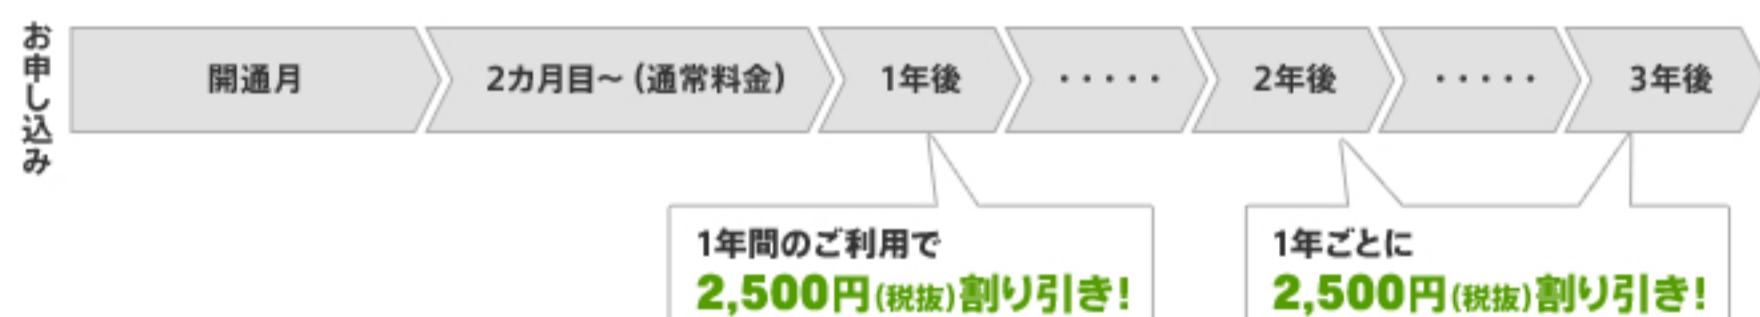 お申し込み
開通月
2カ月目~（通常料金）
1年後
・・・・・
2年後
・・・・・
3年後
1年間のご利用で
2,500円(税抜)割り引き!
1年ごとに
2,500円(税抜)割り引き!